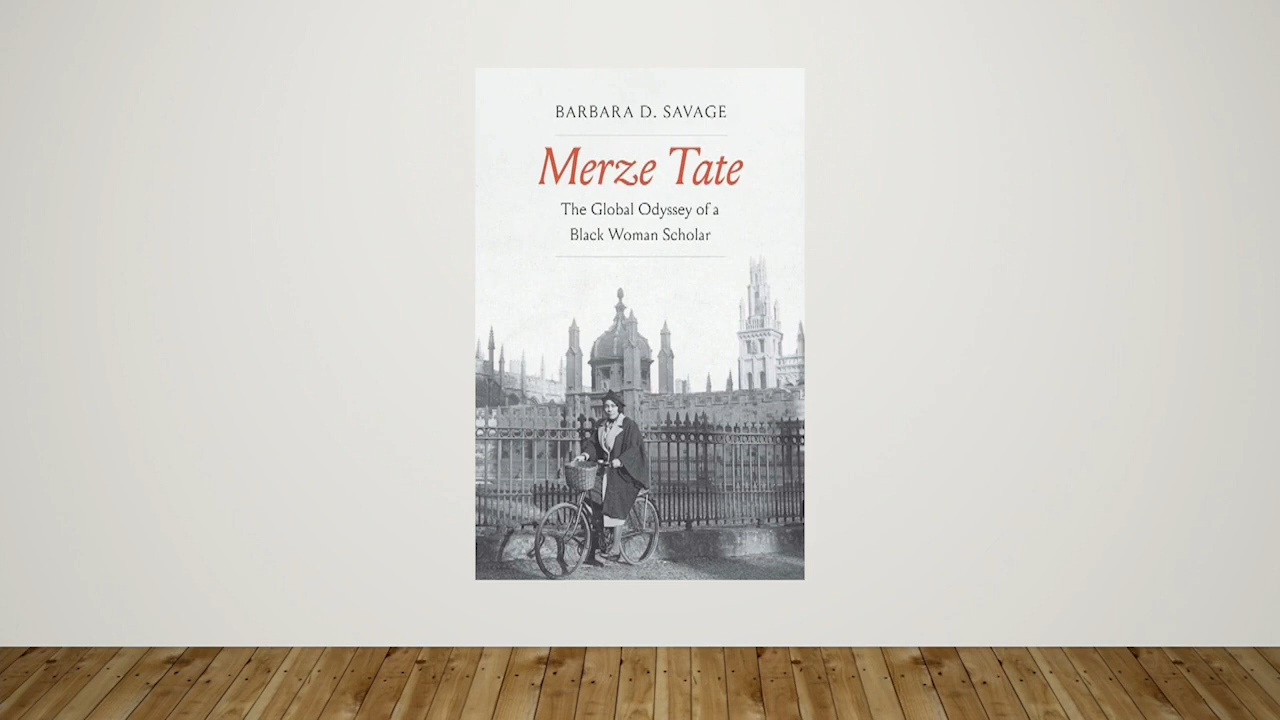 BARBARA D. SAVAGE
Merze Tate
The Global Odyssey of a
Black Woman Scholar